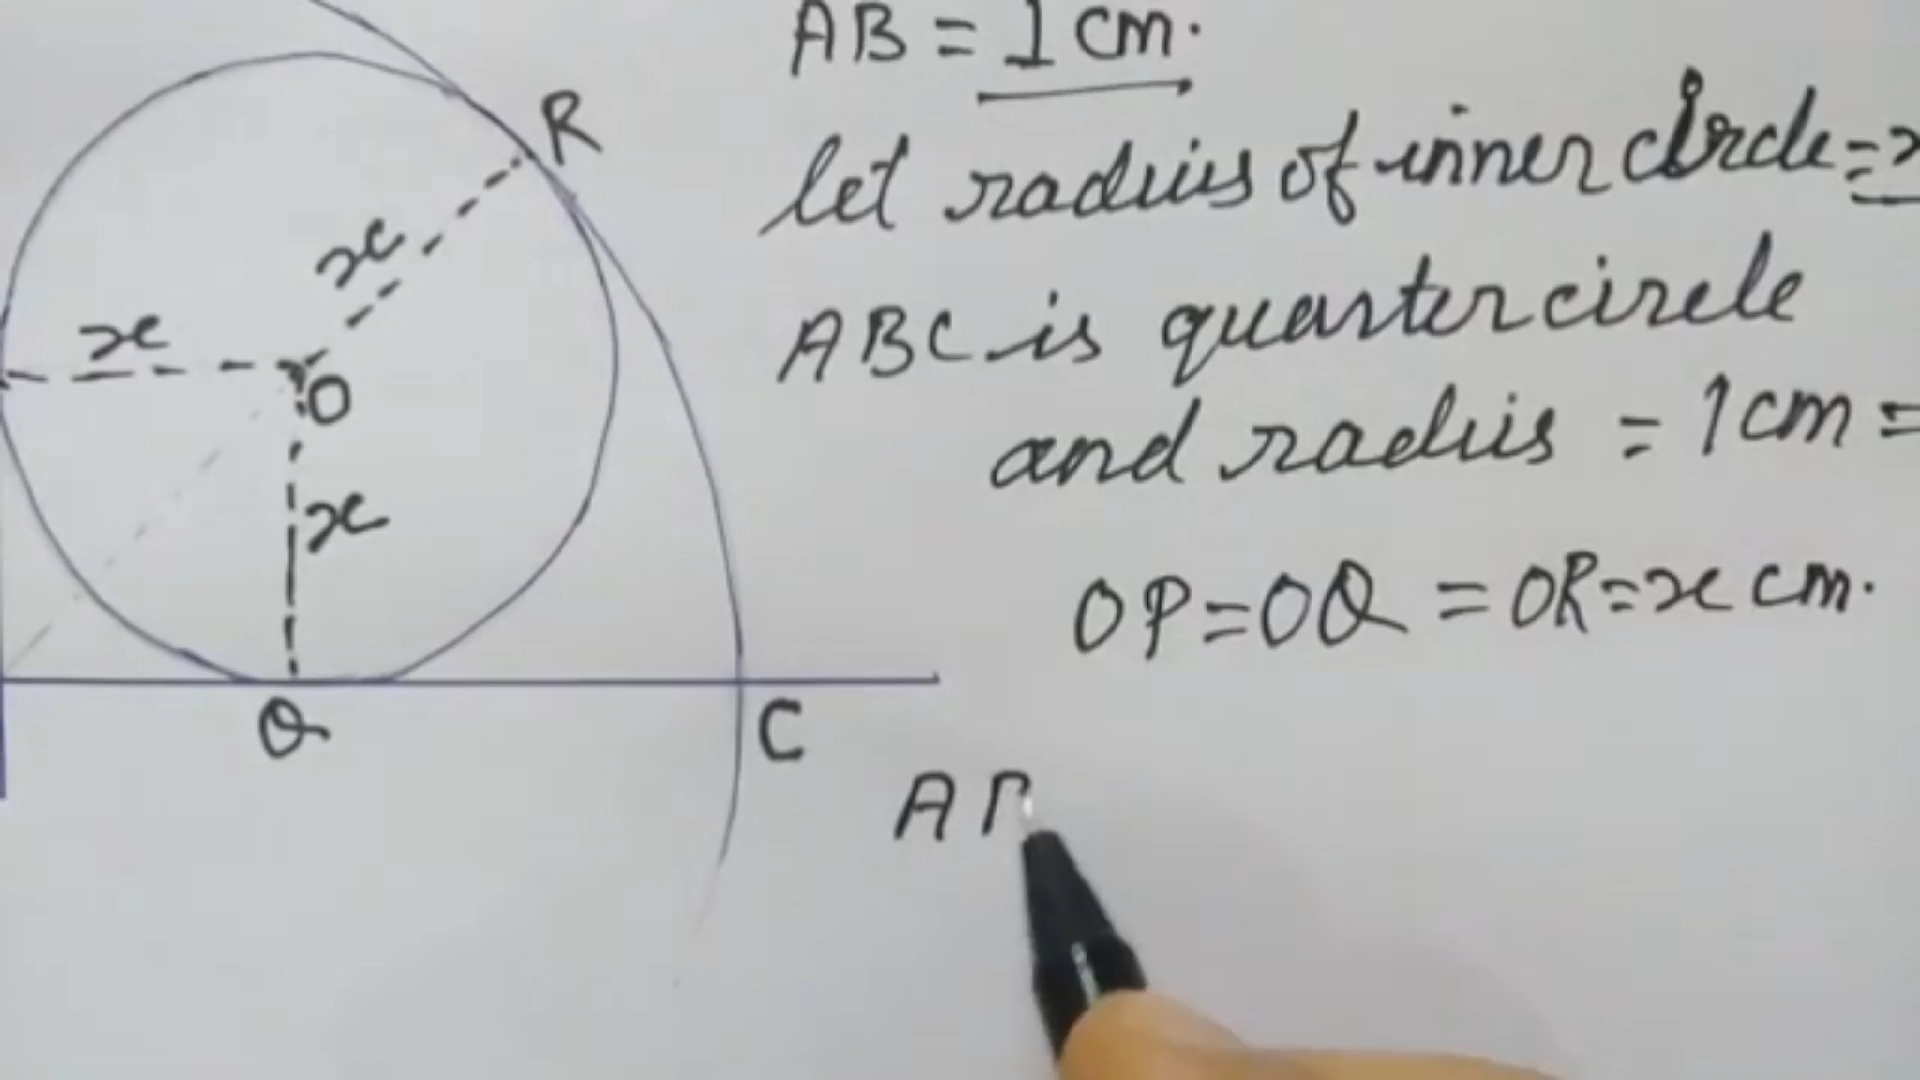 AB = 1 cm.
let radius of inner circle = x
ABC is quarter circle
and radius = 1 cm =
OP = OQ = OR = x cm.
R
x
x
O
x
Q
C
A